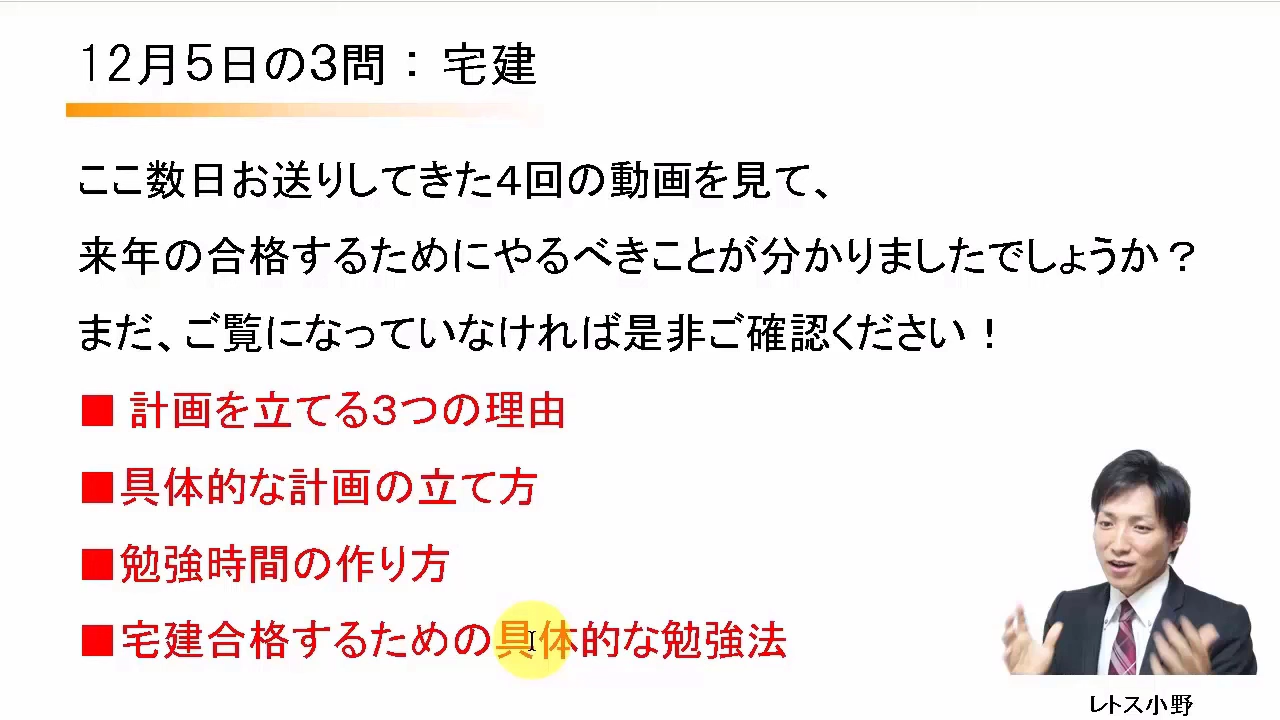 12月５日の３問： 宅建
ここ数日お送りしてきた４回の動画を見て、
来年の合格するためにやるべきことが分かりましたでしょうか？
まだ、ご覧になっていなければ是非ご確認ください！
■ 計画を立てる３つの理由
■具体的な計画の立て方
■勉強時間の作り方
■宅建合格するための具体的な勉強法
レトス小野